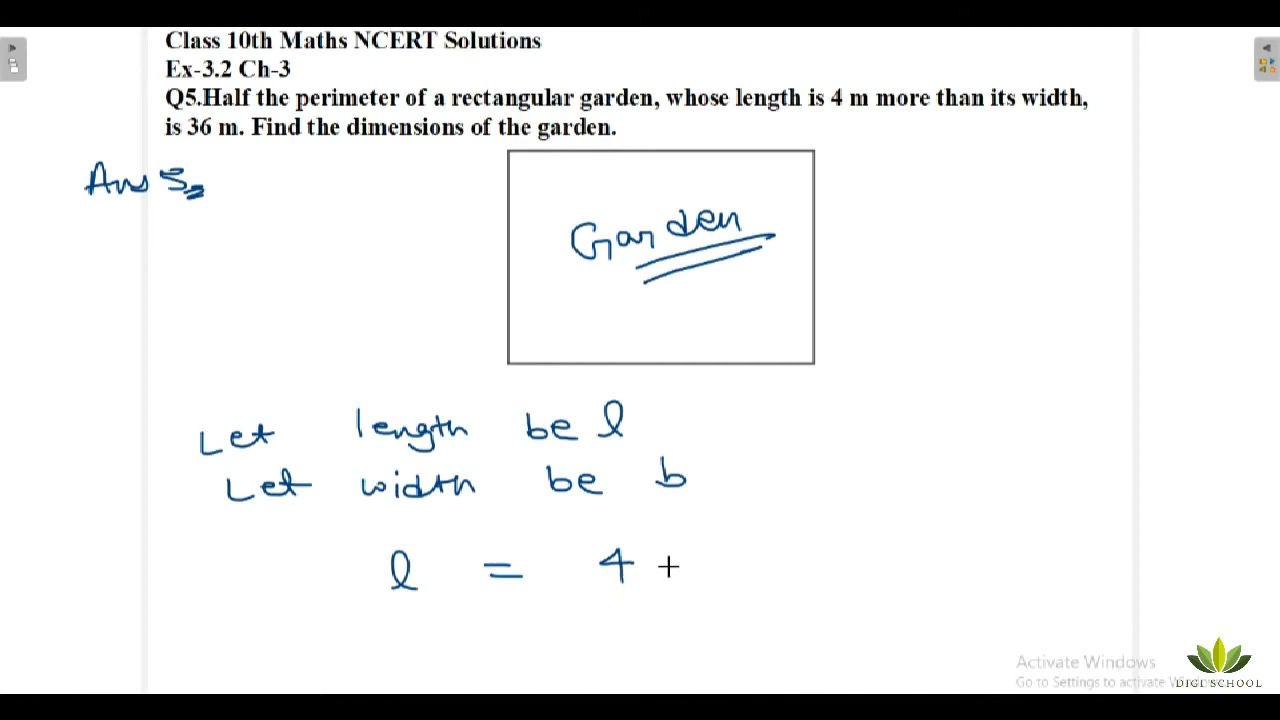 Class 10th Maths NCERT Solutions
Ex-3.2 Ch-3
Q5.Half the perimeter of a rectangular garden, whose length is 4 m more than its width,
is 36 m. Find the dimensions of the garden.
Ans 5
Garden
Let length be l
Let width be b
l = 4 +
Activate Windows
Go to Settings to activate Windows
DIGI SCHOOL